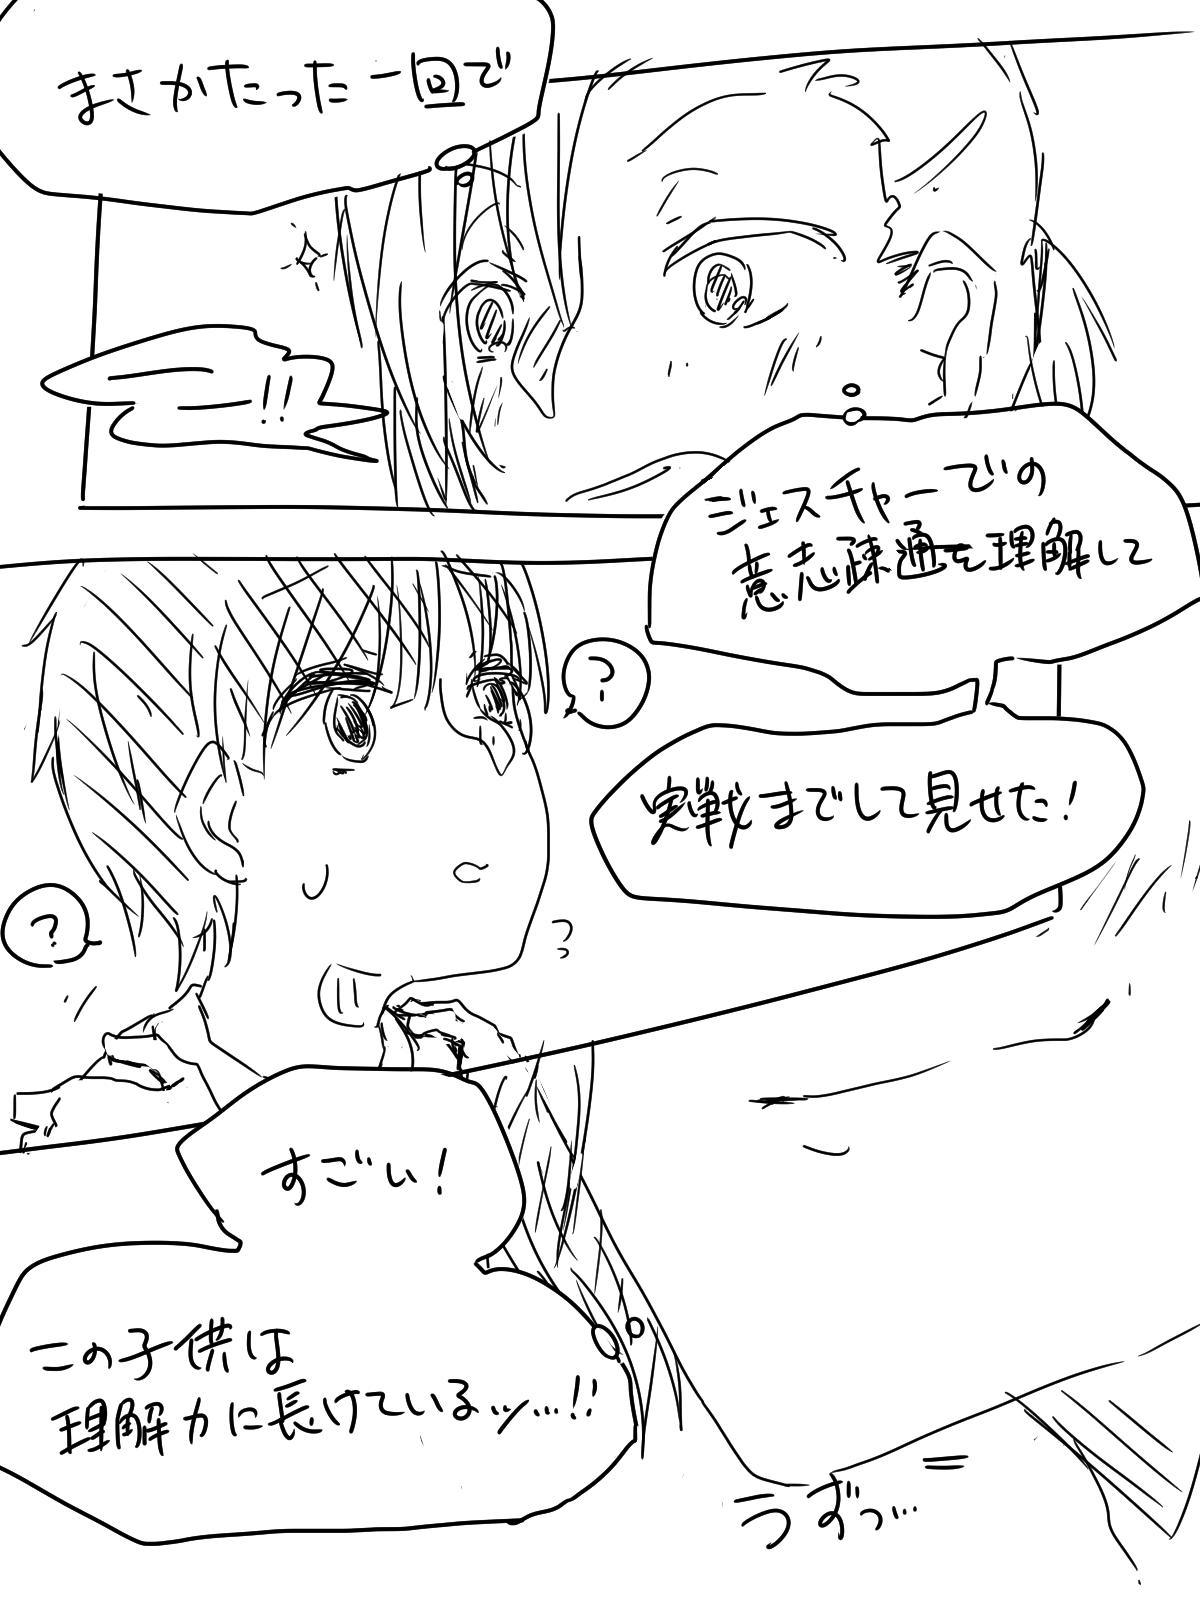 まさかたった一回で
!!
ジェスチャーでの
意志疎通を理解して
?
実戦までして見せた！
?
?
すごい！
この子供は
理解力に長けているッ…!!
うずっ…